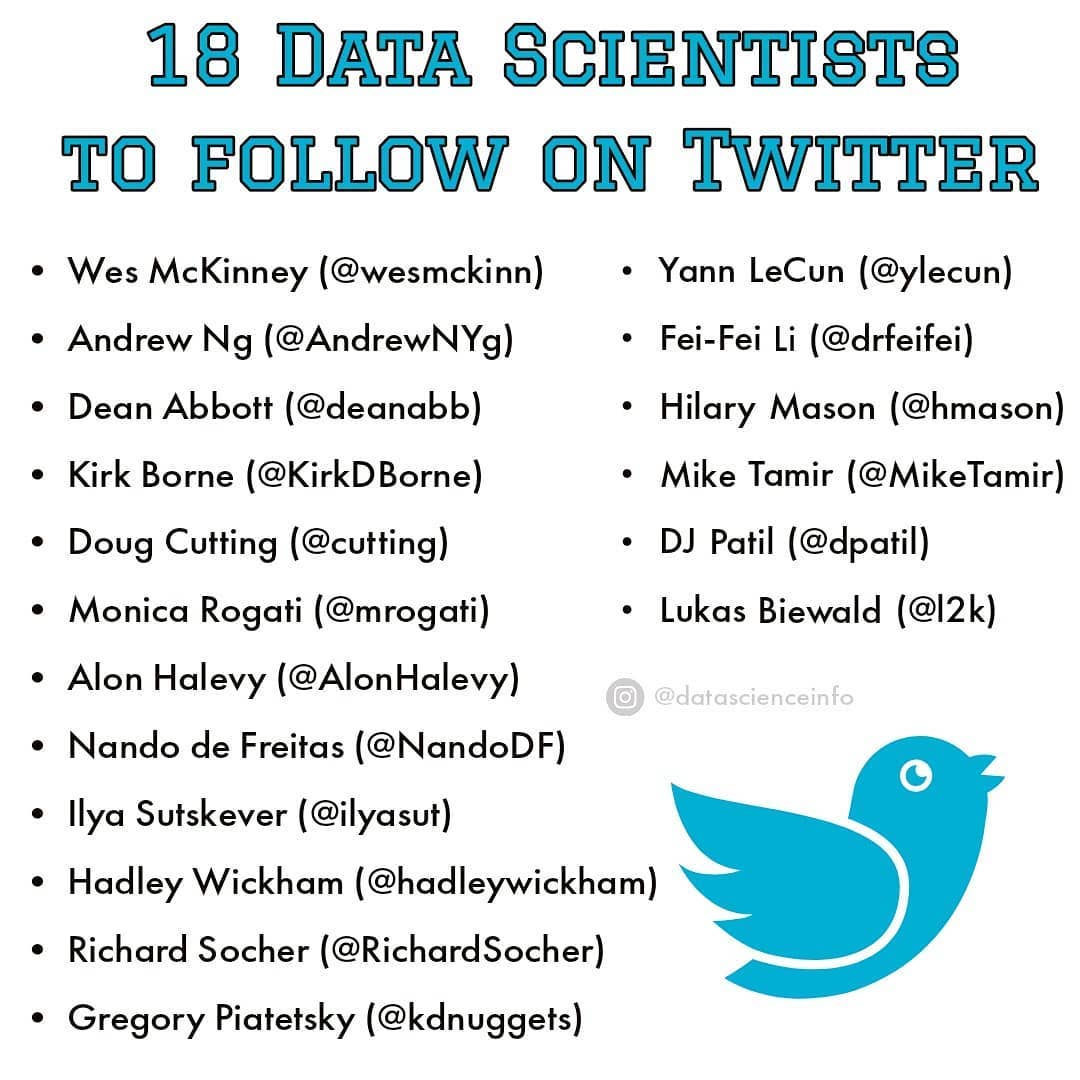 18 Data Scientists
to follow on Twitter
• Wes McKinney (@wesmckinn)
• Andrew Ng (@AndrewNYg)
• Dean Abbott (@deanabb)
• Kirk Borne (@KirkDBorne)
• Doug Cutting (@cutting)
• Monica Rogati (@mrogati)
• Alon Halevy (@AlonHalevy)
• Nando de Freitas (@NandoDF)
• Ilya Sutskever (@ilyasut)
• Hadley Wickham (@hadleywickham)
• Richard Socher (@RichardSocher)
• Gregory Piatetsky (@kdnuggets)
• Yann LeCun (@ylecun)
• Fei-Fei Li (@drfeifei)
• Hilary Mason (@hmason)
• Mike Tamir (@MikeTamir)
• DJ Patil (@dpatil)
• Lukas Biewald (@l2k)
@datascienceinfo